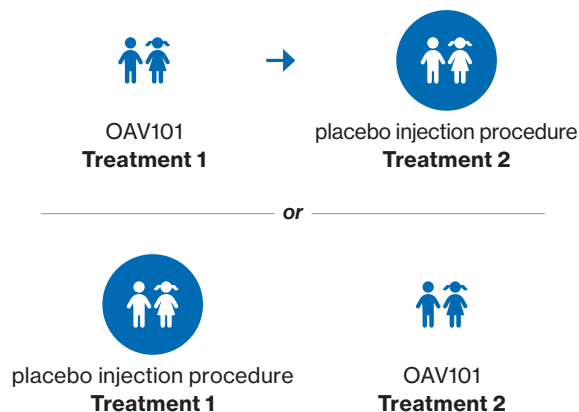 OAV101
Treatment 1
placebo injection procedure
Treatment 2
or
placebo injection procedure
Treatment 1
OAV101
Treatment 2